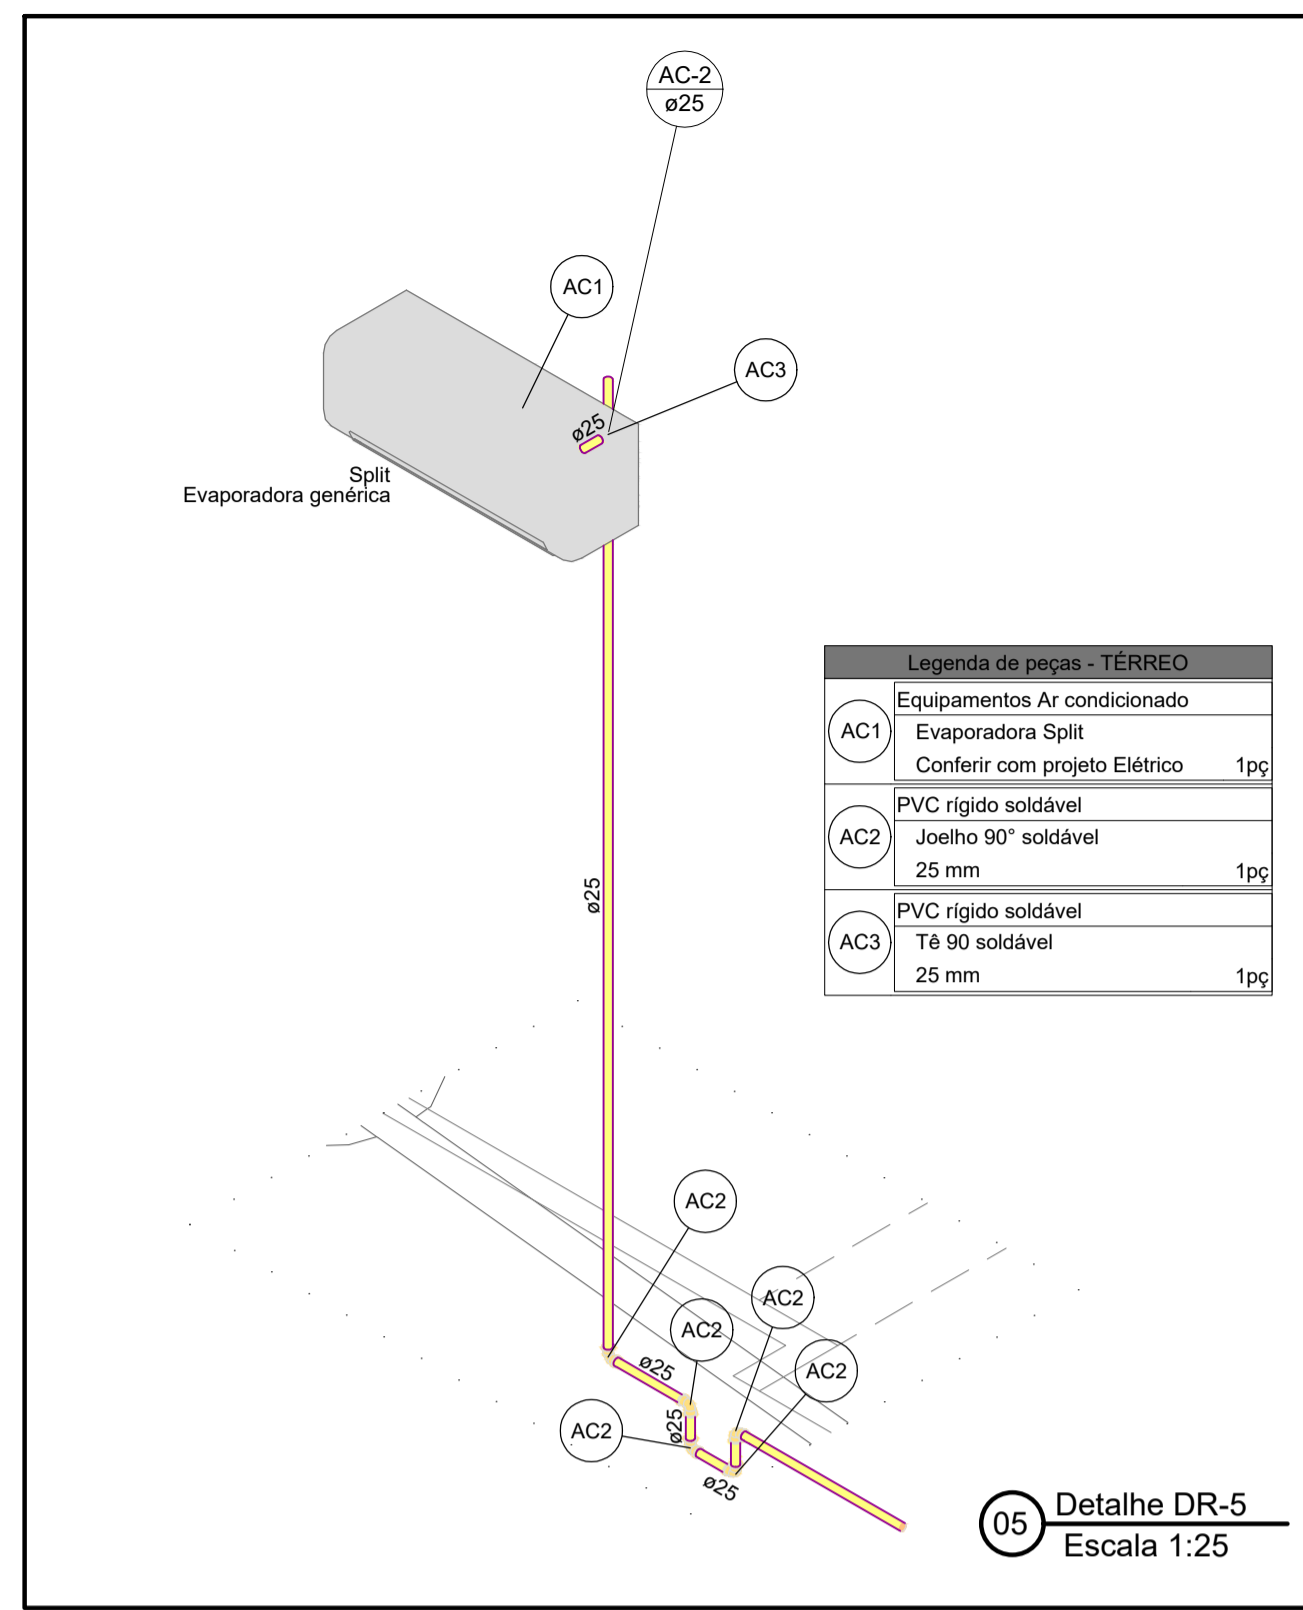 AC-2
ø25
AC1
AC3
ø25
Split
Evaporadora genérica
Legenda de peças - TÉRREO
AC1
Equipamentos Ar condicionado
Evaporadora Split
Conferir com projeto Elétrico 1pç
AC2
PVC rígido soldável
Joelho 90° soldável
25 mm 1pç
AC3
PVC rígido soldável
Tê 90 soldável
25 mm 1pç
ø25
AC2
AC2
AC2
ø25
AC2
ø25
AC2
ø25
05
Detalhe DR-5
Escala 1:25